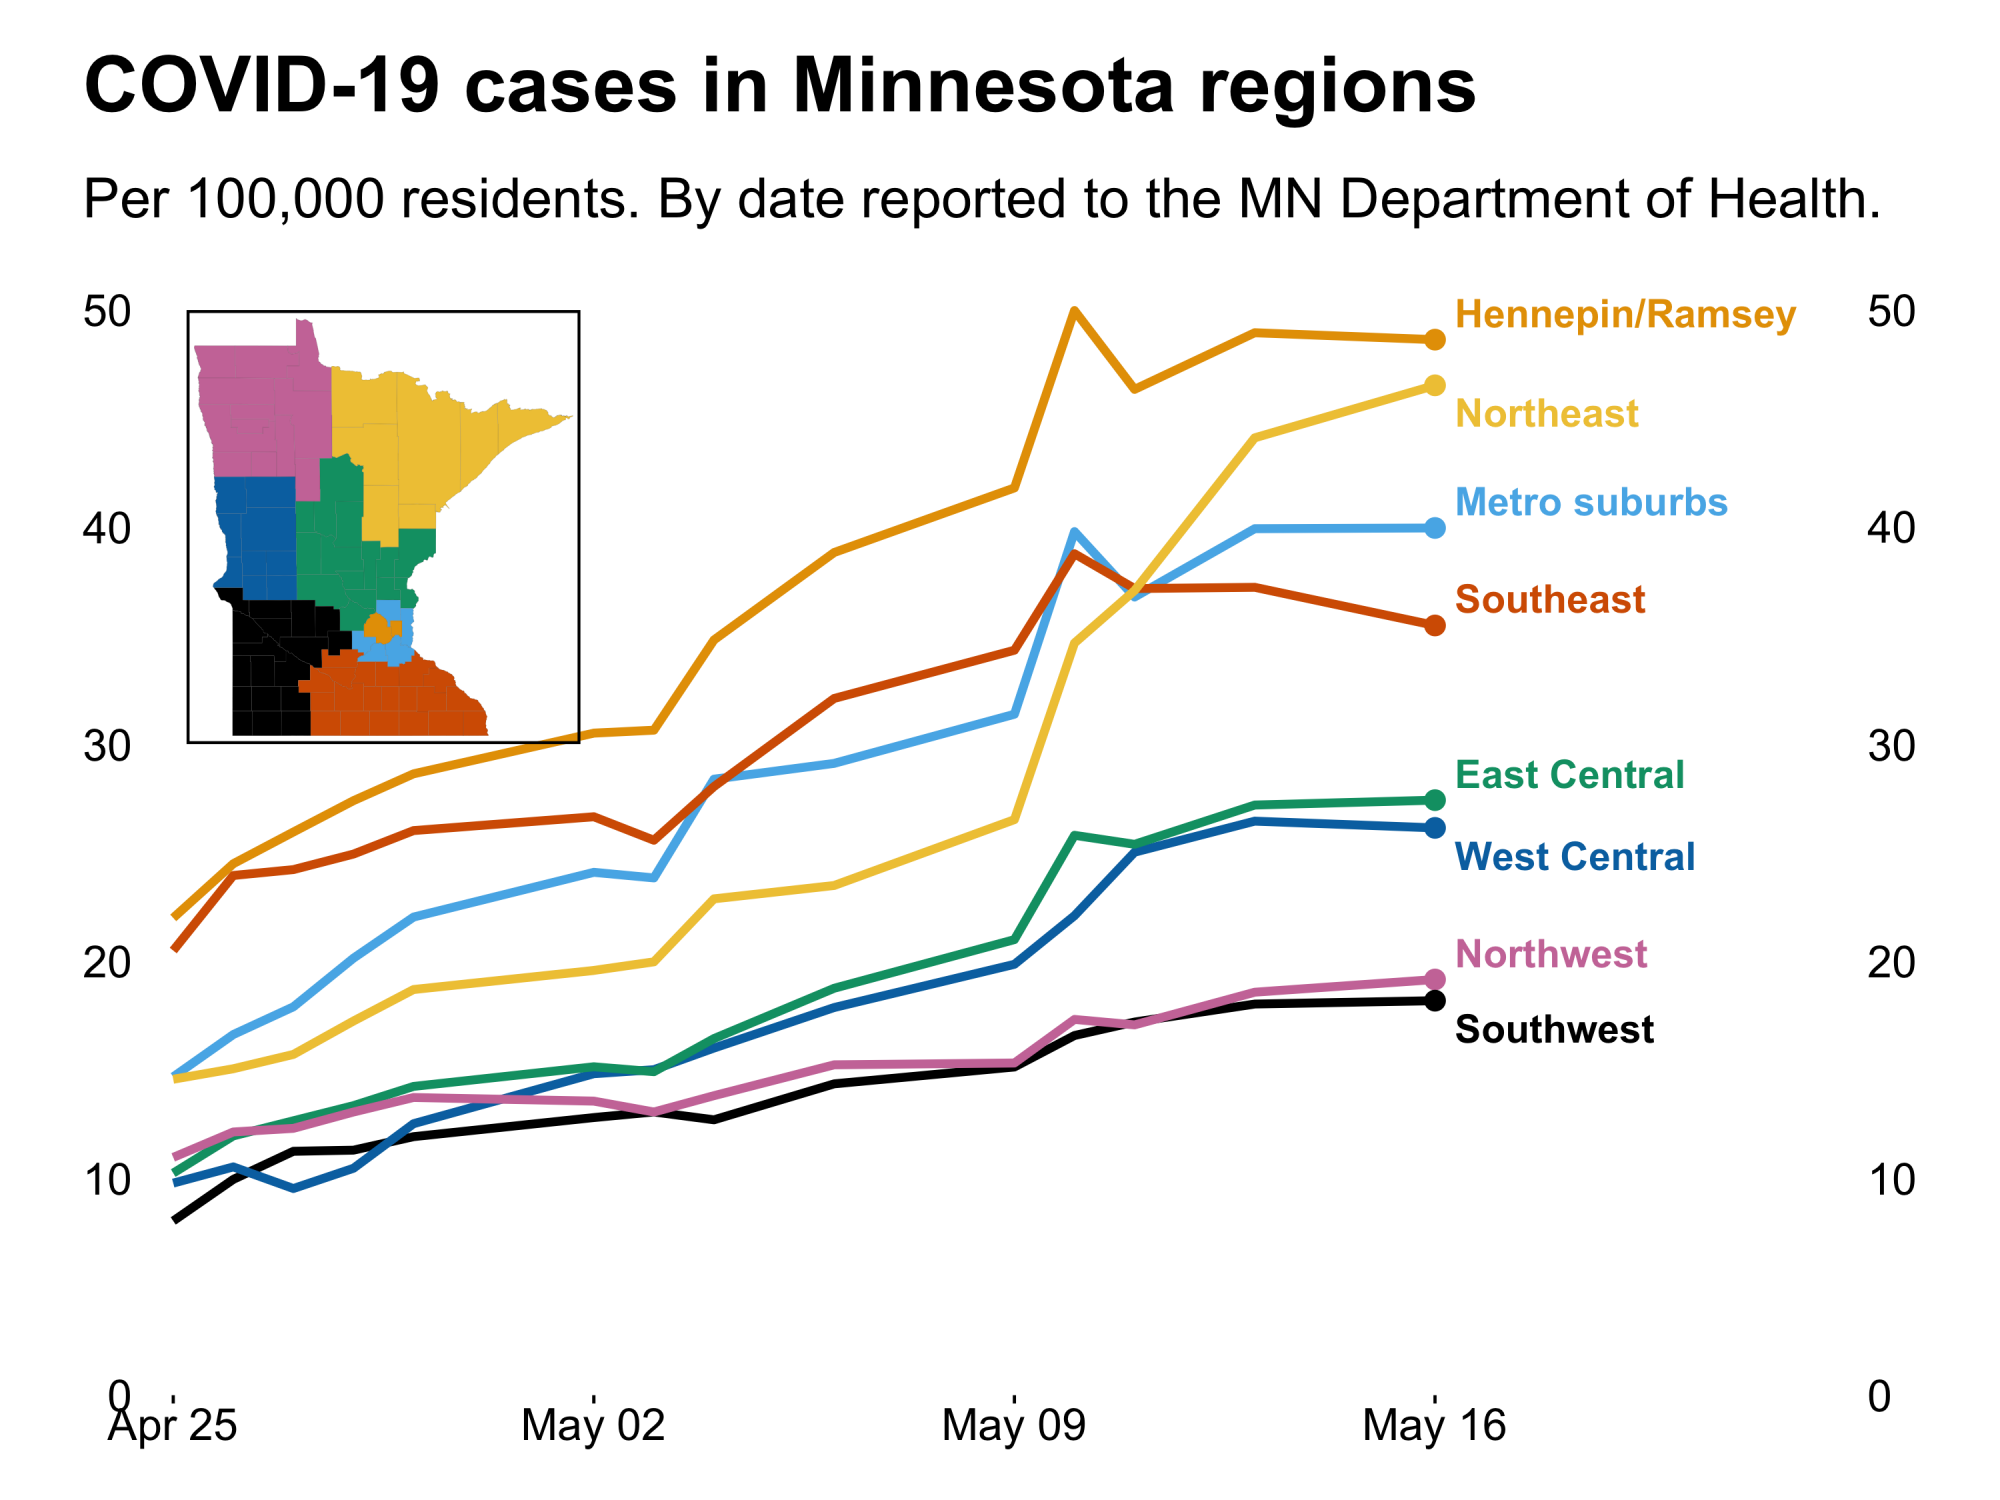 COVID-19 cases in Minnesota regions
Per 100,000 residents. By date reported to the MN Department of Health.
50
50
Hennepin/Ramsey
Northeast
Metro suburbs
40
40
Southeast
30
30
East Central
West Central
20
20
Northwest
Southwest
10
10
0
0
Apr 25
May 02
May 09
May 16